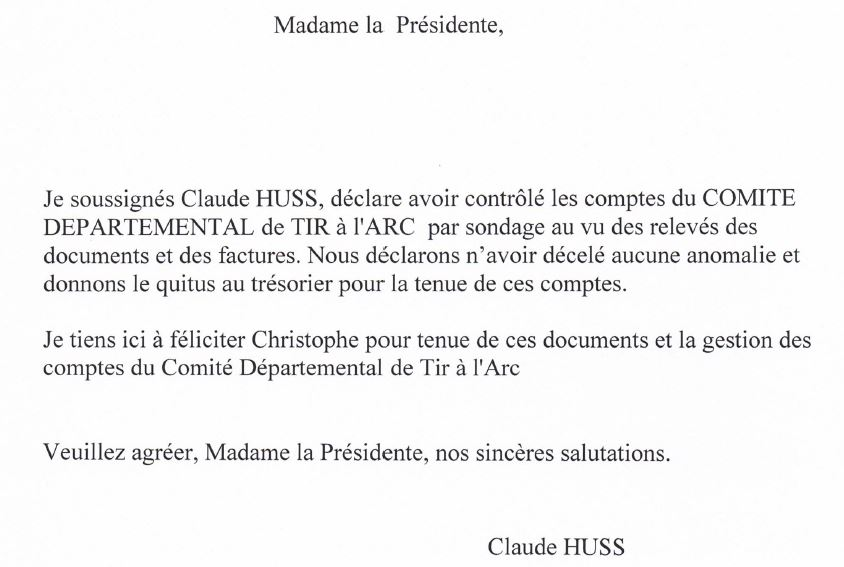 Madame la Présidente,
Je soussignés Claude HUSS, déclare avoir contrôlé les comptes du COMITE
DEPARTEMENTAL de TIR à l'ARC par sondage au vu des relevés des
documents et des factures. Nous déclarons n’avoir décelé aucune anomalie et
donnons le quitus au trésorier pour la tenue de ces comptes.
Je tiens ici à féliciter Christophe pour tenue de ces documents et la gestion des
comptes du Comité Départemental de Tir à l'Arc
Veuillez agréer, Madame la Présidente, nos sincères salutations.
Claude HUSS